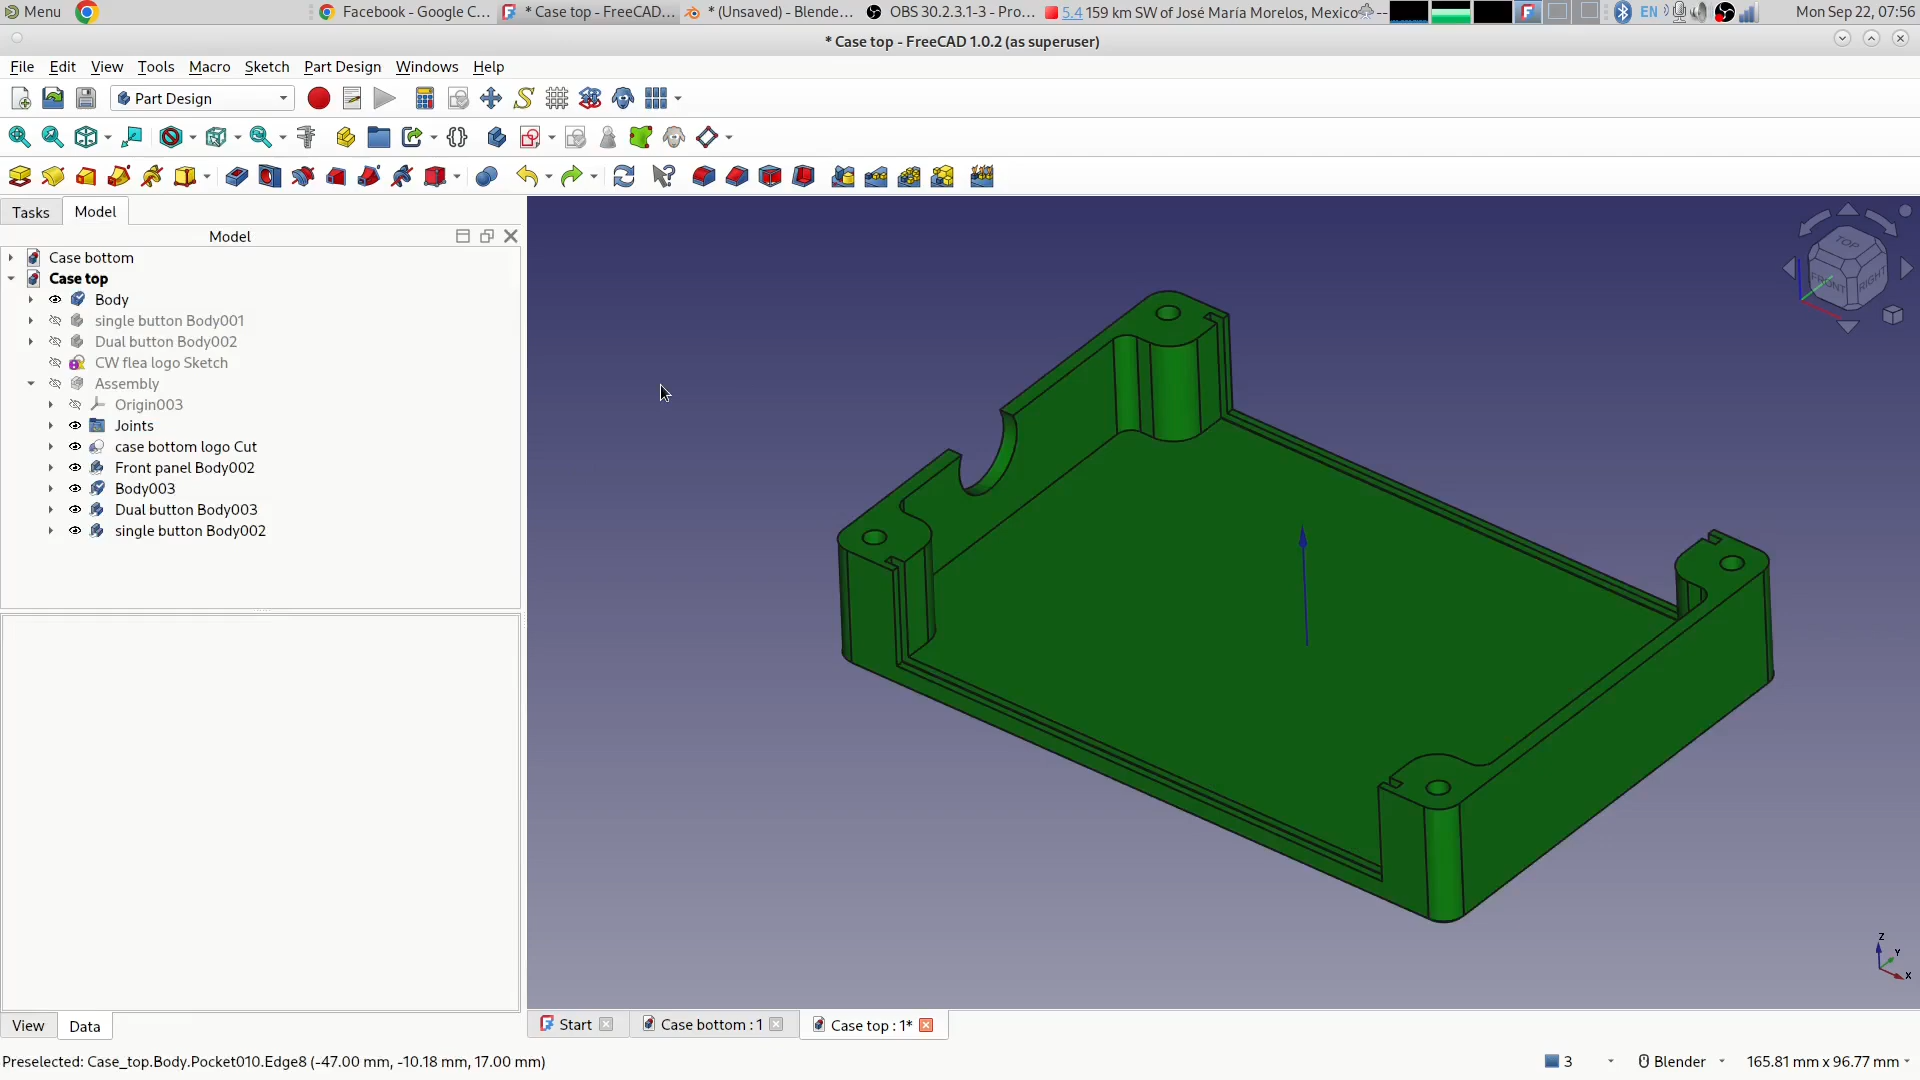 Menu
Facebook - Google C...
* Case top - FreeCAD...
* (Unsaved) - Blende...
OBS 30.2.3.1-3 - Pro...
5.4 159 km SW of José María Morelos, Mexico
--
EN
Mon Sep 22, 07:56
* Case top - FreeCAD 1.0.2 (as superuser)
File Edit View Tools Macro Sketch Part Design Windows Help
Part Design
Tasks
Model
Model
Case bottom
Case top
Body
single button Body001
Dual button Body002
CW flea logo Sketch
Assembly
Origin003
Joints
case bottom logo Cut
Front panel Body002
Body003
Dual button Body003
single button Body002
TOP
FRONT
RIGHT
Z
Y
X
View
Data
Start
Case bottom : 1
Case top : 1*
Preselected: Case_top.Body.Pocket010.Edge8 (-47.00 mm, -10.18 mm, 17.00 mm)
3
Blender
165.81 mm x 96.77 mm